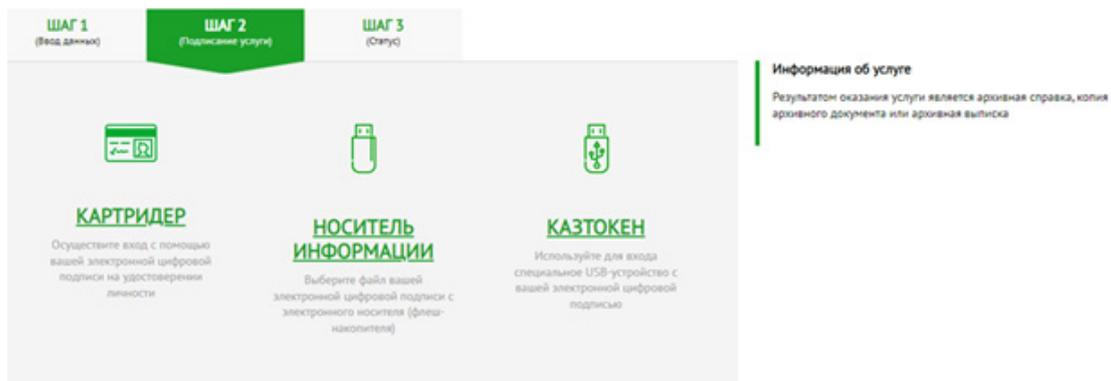 ШАГ 1
(Ввод данных)
ШАГ 2
(Подписание услуги)
ШАГ 3
(Статус)
КАРТРИДЕР
Осуществите вход с помощью
вашей электронной цифровой
подписи на удостоверении
личности
НОСИТЕЛЬ
ИНФОРМАЦИИ
Выберите файл вашей
электронной цифровой подписи с
электронного носителя (флеш-
накопителя)
КАЗТОКЕН
Используйте для входа
специальное USB-устройство с
вашей электронной цифровой
подписью
Информация об услуге
Результатом оказания услуги является архивная справка, копия
архивного документа или архивная выписка